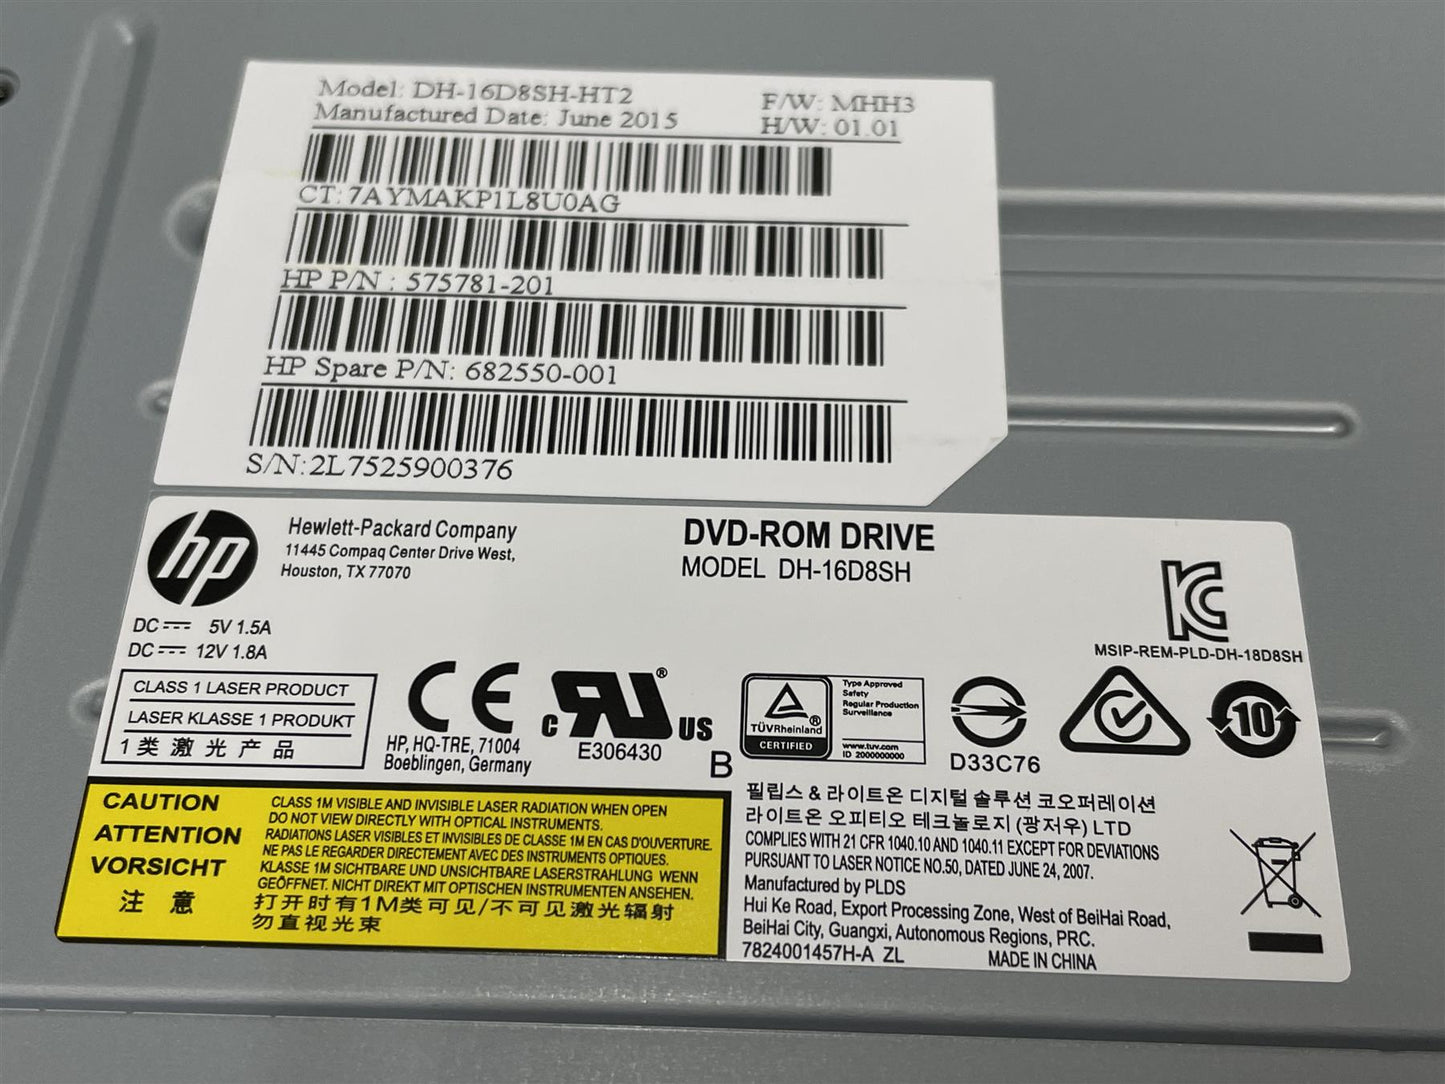 Model: DH-16D8SH-HT2
F/W: MHH3
Manufactured Date: June 2015
H/W: 01.01
CT: 7AYMAKP1L8U0AG
HP P/N : 575781-201
HP Spare P/N: 682550-001
S/N:2L7525900376
hp
Hewlett-Packard Company
11445 Compaq Center Drive West,
Houston, TX 77070
DVD-ROM DRIVE
MODEL DH-16D8SH
DC 5V 1.5A
DC 12V 1.8A
MSIP-REM-PLD-DH-18D8SH
CLASS 1 LASER PRODUCT
LASER KLASSE 1 PRODUKT
1类激光产品
CE
HP, HQ-TRE, 71004
Boeblingen, Germany
c RU US
®
E306430
B
TÜVRheinland
®
CERTIFIED
Type Approved
Safety
Regular Production
Surveillance
www.tuv.com
ID 2000000000
D33C76
10
CAUTION
ATTENTION
VORSICHT
注 意
CLASS 1M VISIBLE AND INVISIBLE LASER RADIATION WHEN OPEN
DO NOT VIEW DIRECTLY WITH OPTICAL INSTRUMENTS.
RADIATIONS LASER VISIBLES ET INVISIBLES DE CLASSE 1M EN CAS D'OUVERTURE.
NE PAS LE REGARDER DIRECTEMENT AVEC DES INSTRUMENTS OPTIQUES.
KLASSE 1M SICHTBARE UND UNSICHTBARE LASERSTRAHLUNG WENN
GEÖFFNET. NICHT DIREKT MIT OPTISCHEN INSTRUMENTEN ANSEHEN.
打开时有1M类可见/不可见激光辐射
勿直视光束
필립스 & 라이트온 디지털 솔루션 코오퍼레이션
라이트온 오피티오 테크놀로지 (광저우) LTD
COMPLIES WITH 21 CFR 1040.10 AND 1040.11 EXCEPT FOR DEVIATIONS
PURSUANT TO LASER NOTICE NO.50, DATED JUNE 24, 2007.
Manufactured by PLDS
Hui Ke Road, Export Processing Zone, West of BeiHai Road,
BeiHai City, Guangxi, Autonomous Regions, PRC.
7824001457H-A ZL
MADE IN CHINA